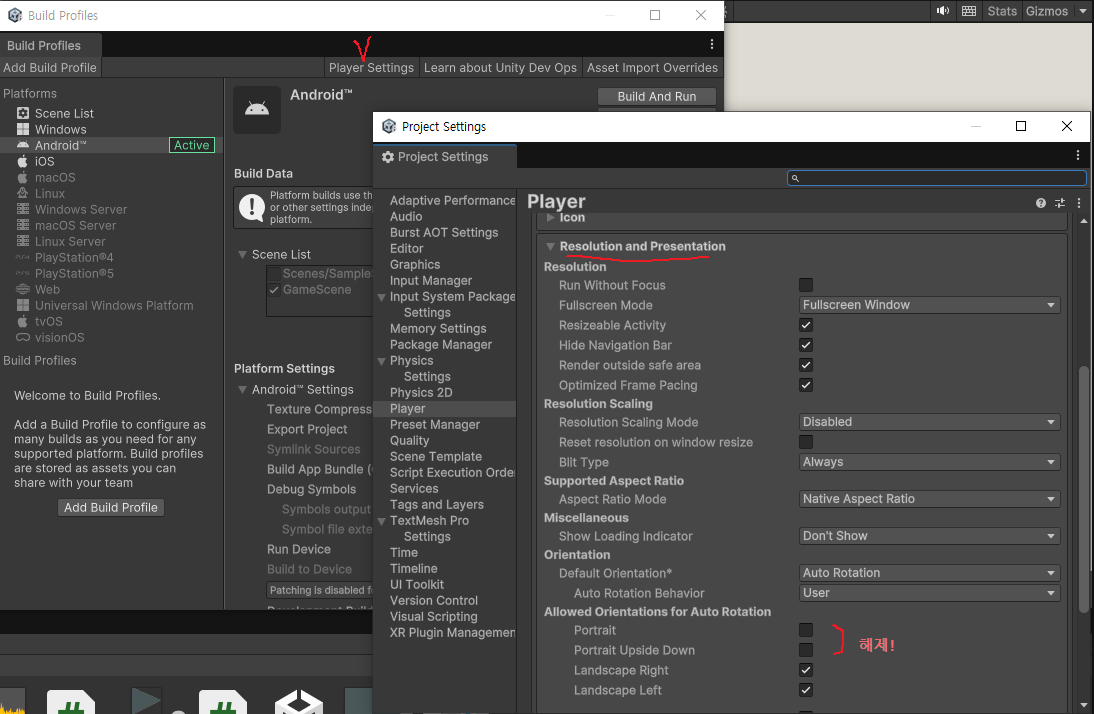 Build Profiles
Stats Gizmos
Build Profiles
Add Build Profile
Player Settings
Learn about Unity Dev Ops
Asset Import Overrides
Platforms
Scene List
Windows
Android™
Active
iOS
macOS
Linux
Windows Server
macOS Server
Linux Server
PlayStation®4
PlayStation®5
Web
Universal Windows Platform
tvOS
visionOS
Build Profiles
Welcome to Build Profiles.
Add a Build Profile to configure as
many builds as you need for any
supported platform. Build profiles
are stored as assets you can
share with your team
Add Build Profile
Android™
Build And Run
Build Data
Platform builds use the
or other settings inde
platform.
Scene List
Scenes/Sample
GameScene
Platform Settings
Android™ Settings
Texture Compress
Export Project
Symlink Sources
Build App Bundle (
Debug Symbols
Symbols output
Symbol file exte
Run Device
Build to Device
Patching is disabled fo
Development Build
Project Settings
Project Settings
Adaptive Performance
Audio
Burst AOT Settings
Editor
Graphics
Input Manager
Input System Package
Settings
Memory Settings
Package Manager
Physics
Settings
Physics 2D
Player
Preset Manager
Quality
Scene Template
Script Execution Orde
Services
Tags and Layers
TextMesh Pro
Settings
Time
Timeline
UI Toolkit
Version Control
Visual Scripting
XR Plugin Managemen
Player
Icon
Resolution and Presentation
Resolution
Run Without Focus
Fullscreen Mode Fullscreen Window
Resizeable Activity
Hide Navigation Bar
Render outside safe area
Optimized Frame Pacing
Resolution Scaling
Resolution Scaling Mode Disabled
Reset resolution on window resize
Blit Type Always
Supported Aspect Ratio
Aspect Ratio Mode Native Aspect Ratio
Miscellaneous
Show Loading Indicator Don't Show
Orientation
Default Orientation* Auto Rotation
Auto Rotation Behavior User
Allowed Orientations for Auto Rotation
Portrait
Portrait Upside Down
해제!
Landscape Right
Landscape Left